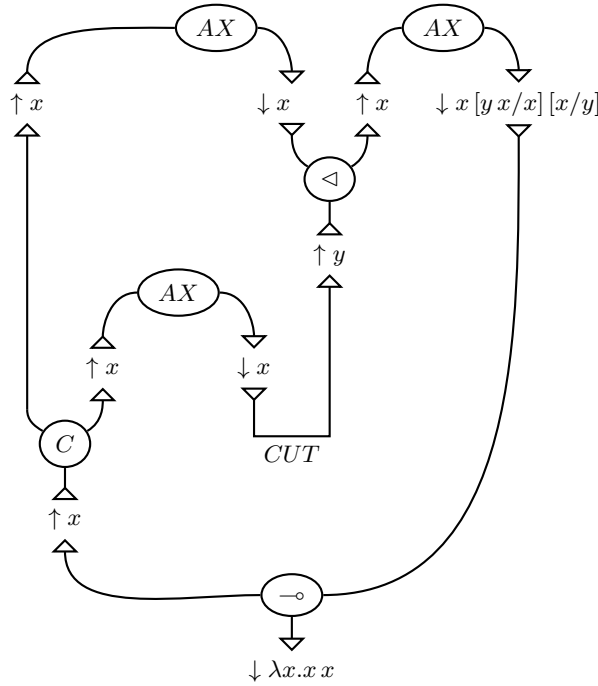 AX AX
↑ x ↓ x ↑ x ↓ x [y x/x] [x/y]
◁
↑ y
AX
↑ x ↓ x
C
CUT
↑ x
⊸
↓ λx.x x